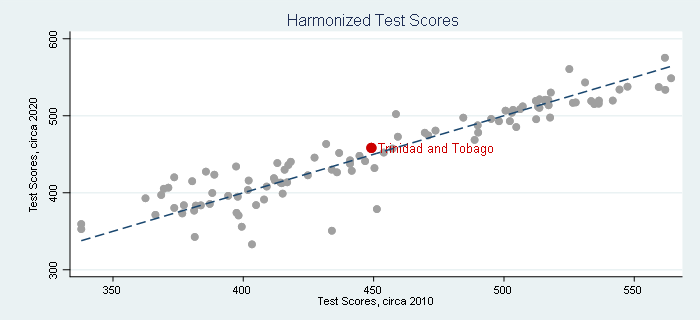 Harmonized Test Scores
600
500
400
300
Test Scores, circa 2020
Trinidad and Tobago
350
400
450
500
550
Test Scores, circa 2010